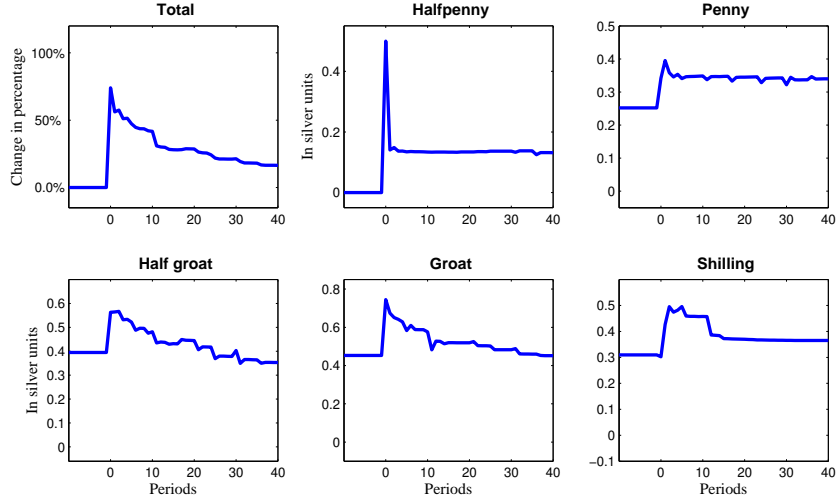 Total
Halfpenny
Penny
Change in percentage
100%
50%
0.0%
0 10 20 30 40
In silver units
0.4
0.2
0
0 10 20 30 40
0.5
0.4
0.3
0.2
0.1
0
0 10 20 30 40
Half groat
Groat
Shilling
In silver units
0.6
0.5
0.4
0.3
0.2
0.1
0
0 10 20 30 40
Periods
0.8
0.6
0.4
0.2
0
0 10 20 30 40
Periods
0.5
0.4
0.3
0.2
0.1
0
−0.1
0 10 20 30 40
Periods